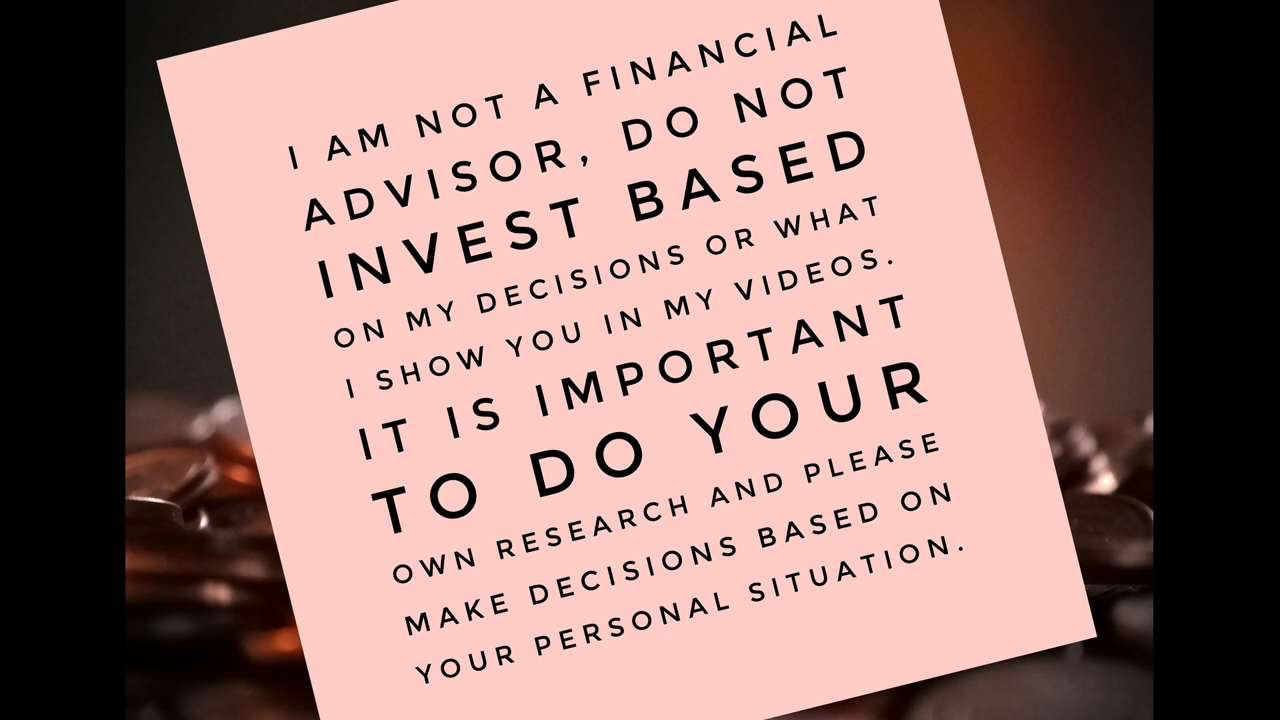 I AM NOT A FINANCIAL
ADVISOR, DO NOT
INVEST BASED
ON MY DECISIONS OR WHAT
I SHOW YOU IN MY VIDEOS.
IT IS IMPORTANT
TO DO YOUR
OWN RESEARCH AND PLEASE
MAKE DECISIONS BASED ON
YOUR PERSONAL SITUATION.